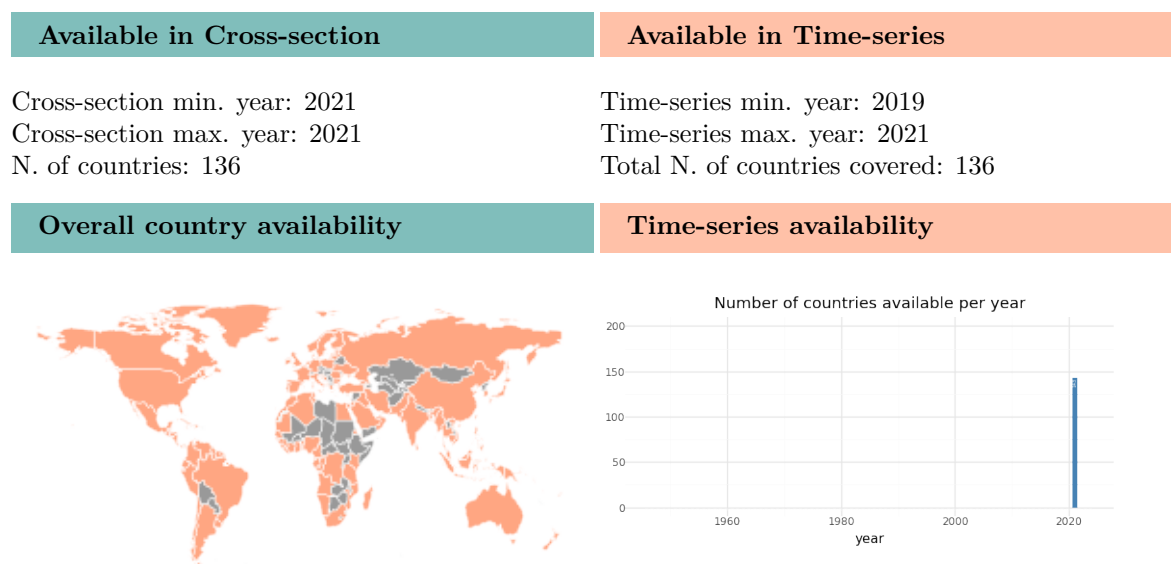 Available in Cross-section
Available in Time-series
Cross-section min. year: 2021
Cross-section max. year: 2021
N. of countries: 136
Time-series min. year: 2019
Time-series max. year: 2021
Total N. of countries covered: 136
Overall country availability
Time-series availability
Number of countries available per year
200
150
100
50
0
1960
1980
2000
2020
year